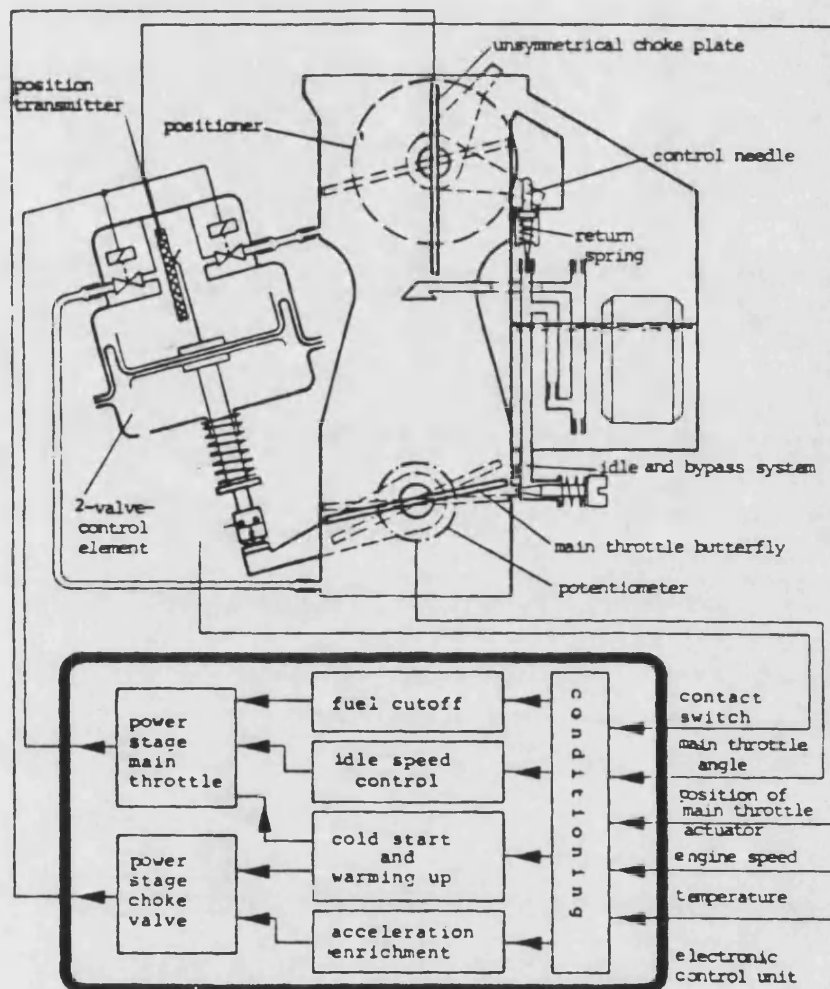 unsymmetrical choke plate
position
transmitter
positioner
control needle
return
spring
2-valve-
control
element
idle and bypass system
main throttle butterfly
potentiometer
power
stage
main
throttle
power
stage
choke
valve
fuel cutoff
idle speed
control
cold start
and
warming up
acceleration
enrichment
conditioning
contact
switch
main throttle
angle
position of
main throttle
actuator
engine speed
temperature
electronic
control unit